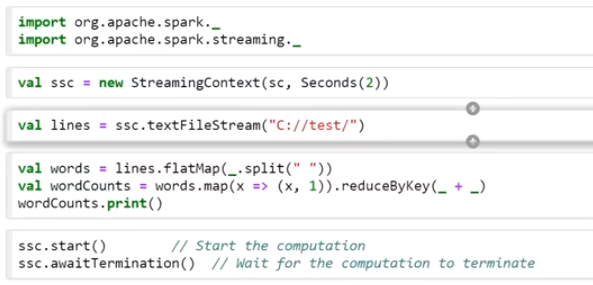 import org.apache.spark._
import org.apache.spark.streaming._
val ssc = new StreamingContext(sc, Seconds(2))
val lines = ssc.textFileStream("C://test/")
val words = lines.flatMap(_.split(" "))
val wordCounts = words.map(x => (x, 1)).reduceByKey(_ + _)
wordCounts.print()
ssc.start()        // Start the computation
ssc.awaitTermination()  // Wait for the computation to terminate